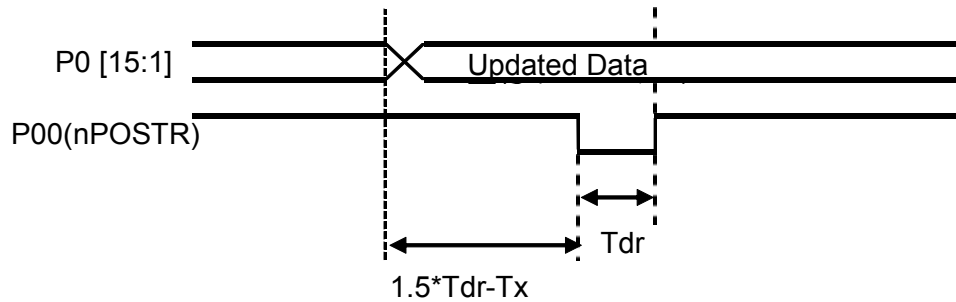 P0 [15:1]
Updated Data
P00(nPOSTR)
Tdr
1.5*Tdr-Tx